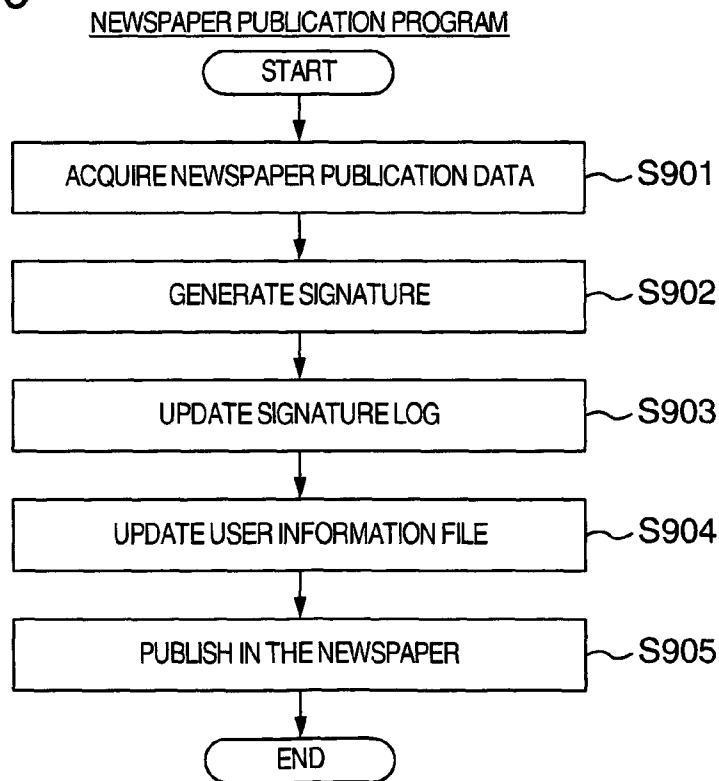 NEWSPAPER PUBLICATION PROGRAM
START
ACQUIRE NEWSPAPER PUBLICATION DATA S901
GENERATE SIGNATURE S902
UPDATE SIGNATURE LOG S903
UPDATE USER INFORMATION FILE S904
PUBLISH IN THE NEWSPAPER S905
END